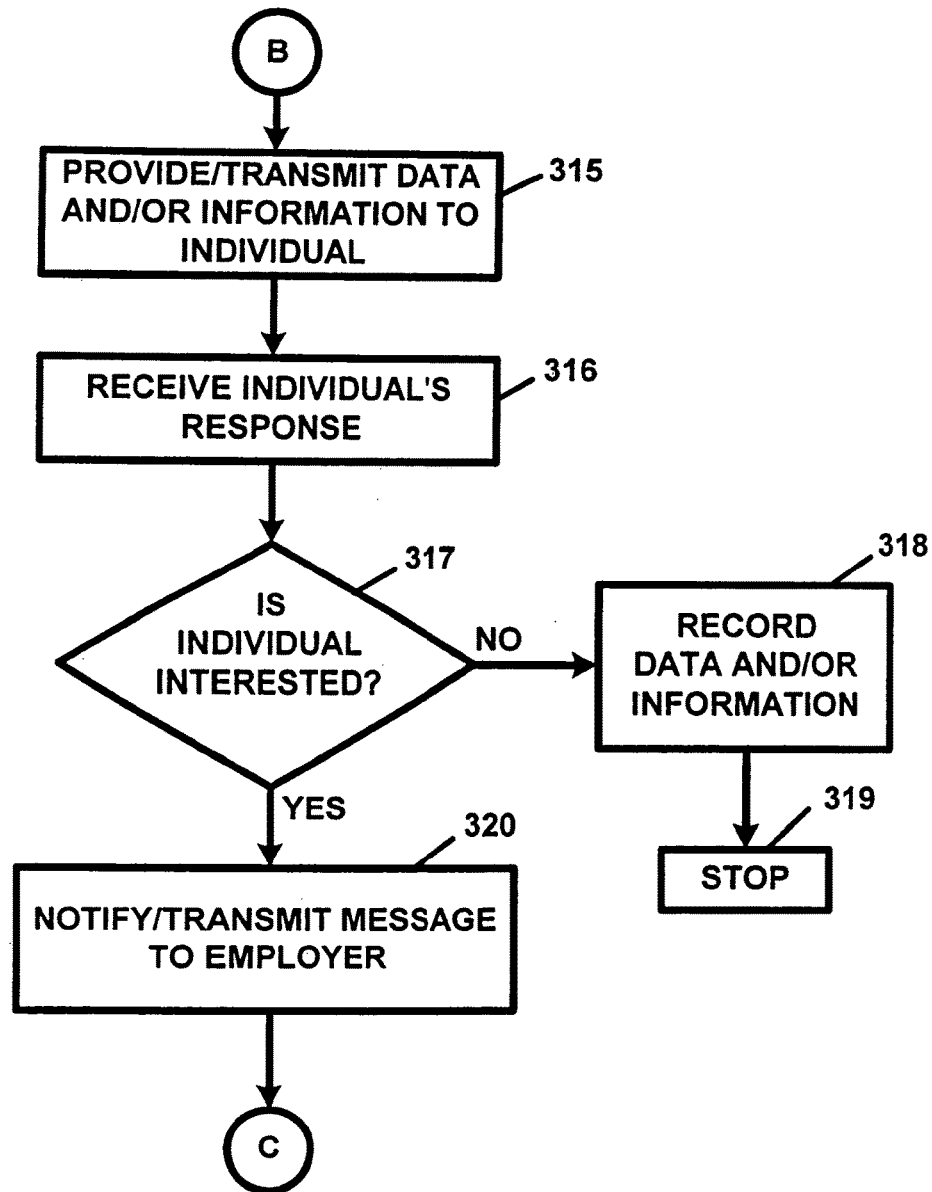 B
PROVIDE/TRANSMIT DATA
AND/OR INFORMATION TO
INDIVIDUAL
315
RECEIVE INDIVIDUAL'S
RESPONSE
316
IS
INDIVIDUAL
INTERESTED?
317
NO
RECORD
DATA AND/OR
INFORMATION
318
STOP
319
YES
NOTIFY/TRANSMIT MESSAGE
TO EMPLOYER
320
C